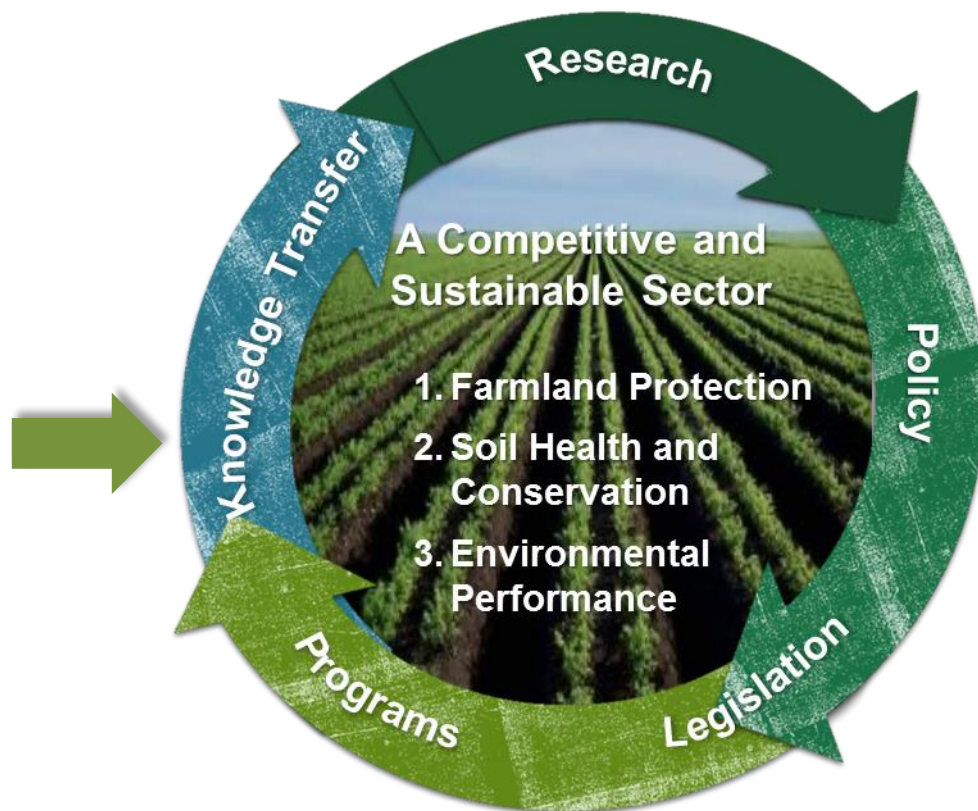 Research
Policy
Legislation
Programs
Knowledge Transfer
A Competitive and
Sustainable Sector
1. Farmland Protection
2. Soil Health and
Conservation
3. Environmental
Performance